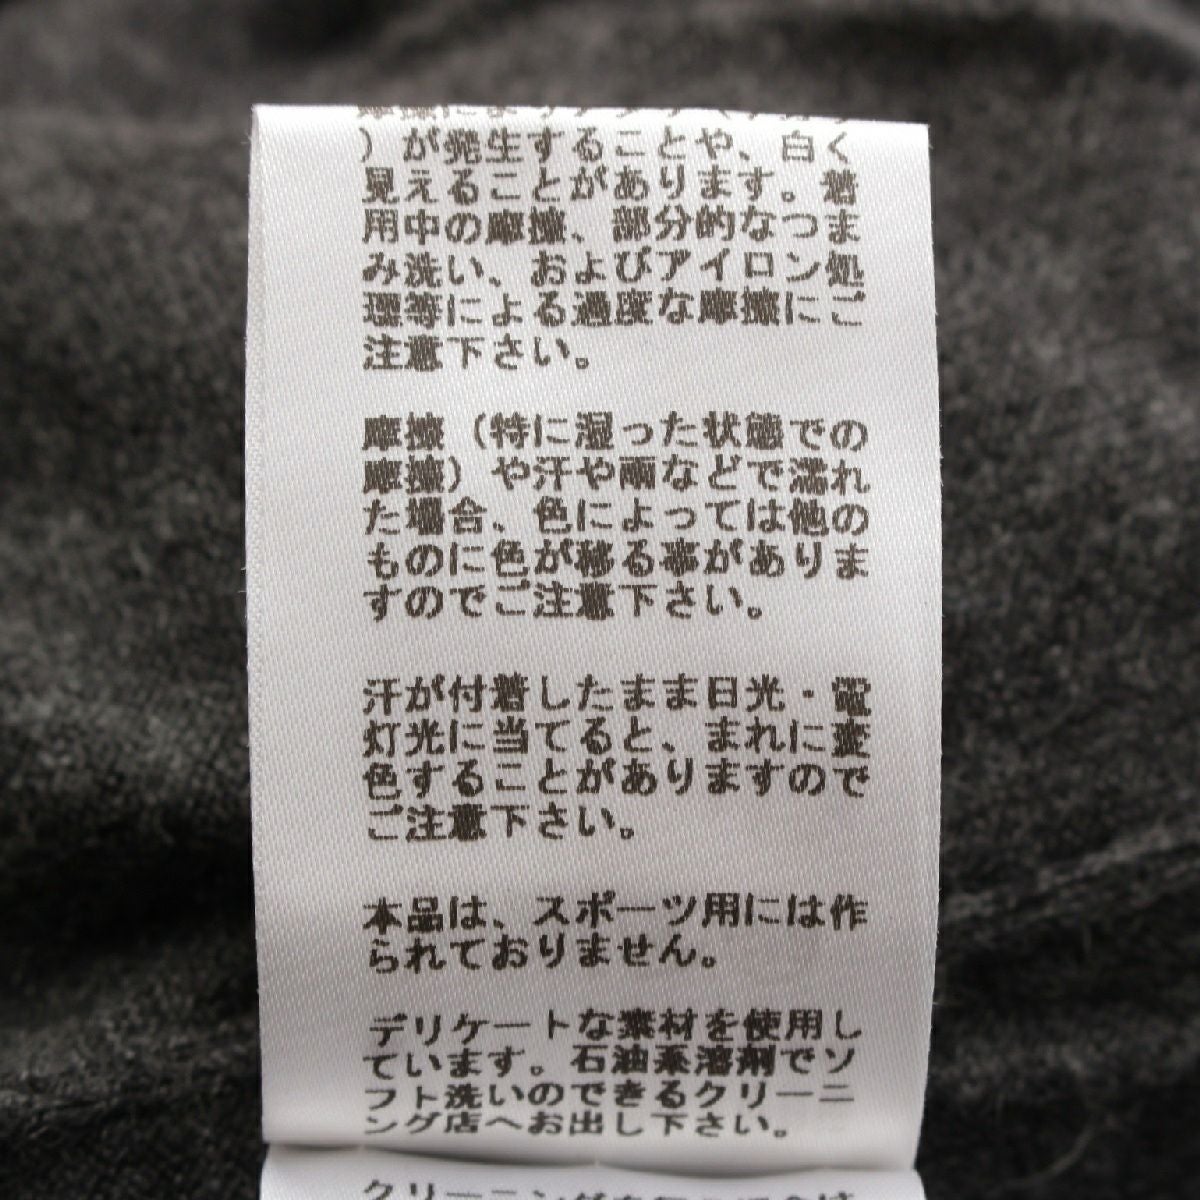 ）が発生することや、白く
見えることがあります。着
用中の摩擦、部分的なつま
み洗い、およびアイロン処
理等による過度な摩擦にご
注意下さい。
摩擦（特に湿った状態での
摩擦）や汗や雨などで濡れ
た場合、色によっては他の
ものに色が移る事がありま
すのでご注意下さい。
汗が付着したまま日光・電
灯光に当てると、まれに変
色することがありますので
ご注意下さい。
本品は、スポーツ用には作
られておりません。
デリケートな素材を使用し
ています。石油系溶剤でソ
フト洗いのできるクリーニ
ング店へお出し下さい。